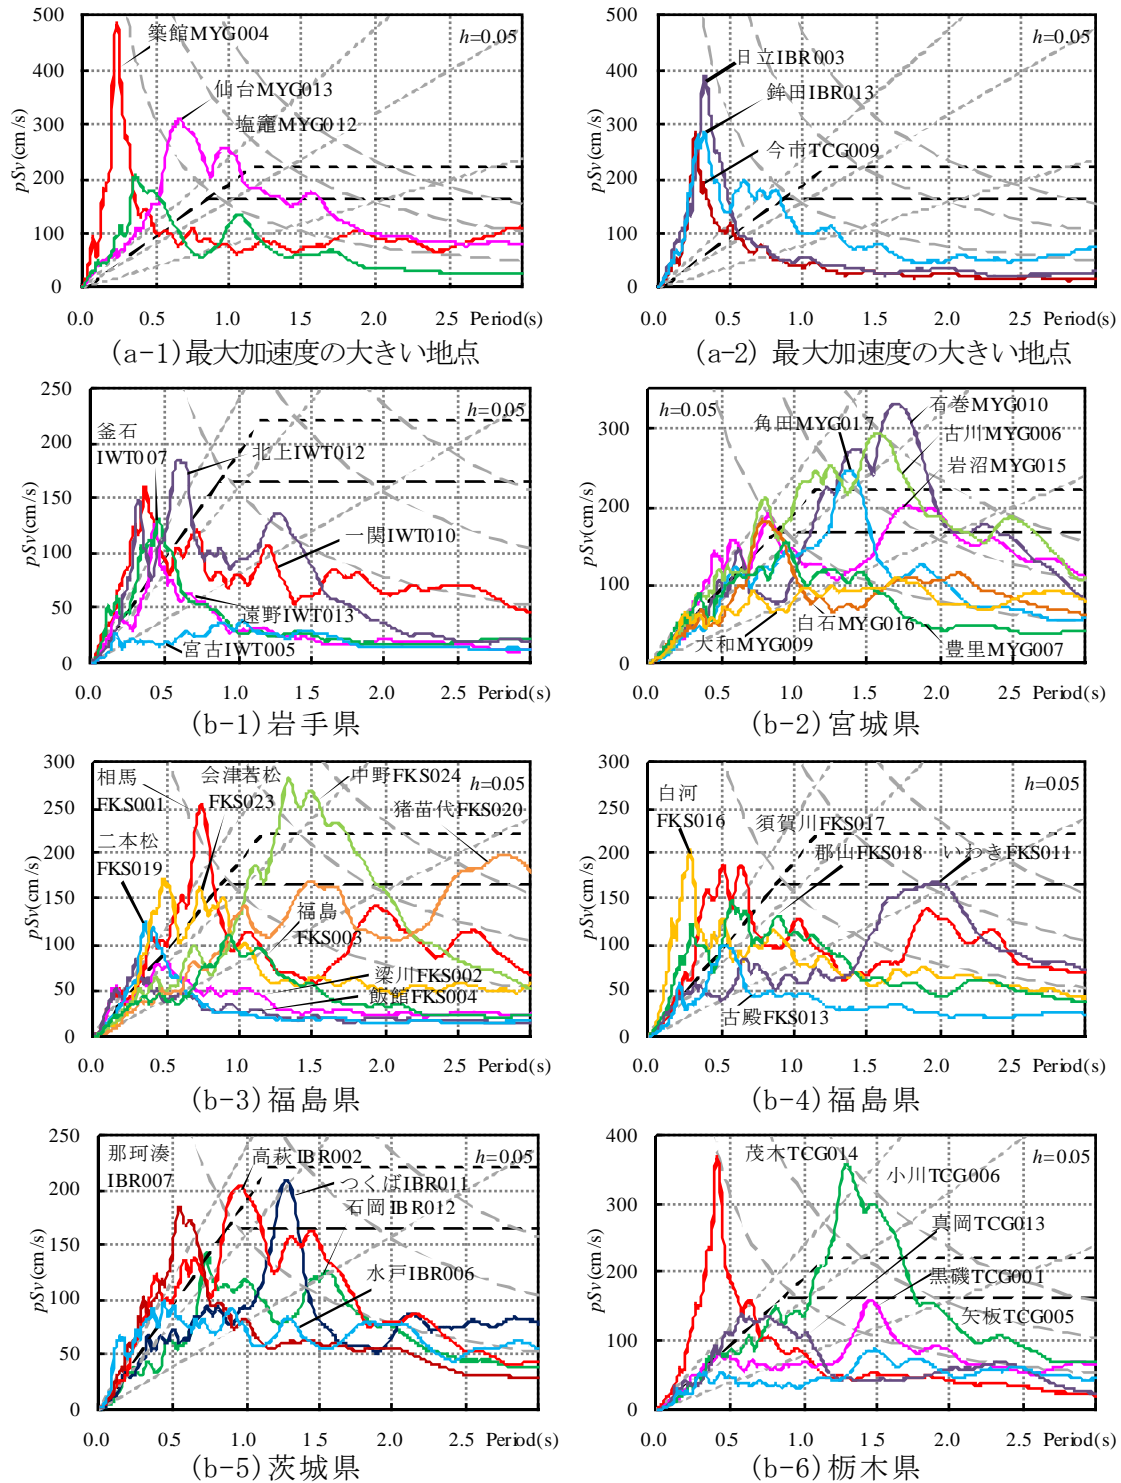 500
400
300
200
100
0
pSv(cm/s)
築館MYG004
仙台MYG013
塩竈MYG012
h=0.05
0.0 0.5 1.0 1.5 2.0 Period(s)
(a-1)最大加速度の大きい地点
500
400
300
200
100
0
pSv(cm/s)
日立IBR003
鉾田IBR013
今市TCG009
h=0.05
0.0 0.5 1.0 1.5 2.0 Period(s)
(a-2) 最大加速度の大きい地点
250
200
150
100
50
0
pSv(cm/s)
h=0.05
釜石
IWT007
北上IWT012
一関IWT010
遠野IWT013
宮古IWT005
0.0 0.5 1.0 1.5 2.0 2.5 Period(s)
(b-1)岩手県
300
200
100
0
pSv(cm/s)
h=0.05
石巻MYG010
角田MYG017
古川MYG006
岩沼MYG015
白石MYG016
大和MYG009
豊里MYG007
0.0 0.5 1.0 1.5 2.0 2.5 Period(s)
(b-2)宮城県
300
250
200
150
100
50
0
pSv(cm/s)
相馬
FKS001
会津若松
FKS023
中野FKS024
h=0.05
猪苗代FKS020
二本松
FKS019
福島
FKS003
梁川FKS002
飯館FKS004
0.0 0.5 1.0 1.5 2.0 2.5 Period(s)
(b-3)福島県
300
250
200
150
100
50
0
pSv(cm/s)
h=0.05
白河
FKS016
須賀川FKS017
郡山FKS018
いわきFKS011
古殿FKS013
0.0 0.5 1.0 1.5 2.0 2.5 Period(s)
(b-4)福島県
250
200
150
100
50
0
pSv(cm/s)
那珂湊
IBR007
高萩IBR002
h=0.05
つくばIBR011
石岡IBR012
水戸IBR006
0.0 0.5 1.0 1.5 2.0 2.5 Period(s)
(b-5)茨城県
400
300
200
100
0
pSv(cm/s)
茂木TCG014
h=0.05
小川TCG006
真岡TCG013
黒磯TCG001
矢板TCG005
0.0 0.5 1.0 1.5 2.0 2.5 Period(s)
(b-6)栃木県